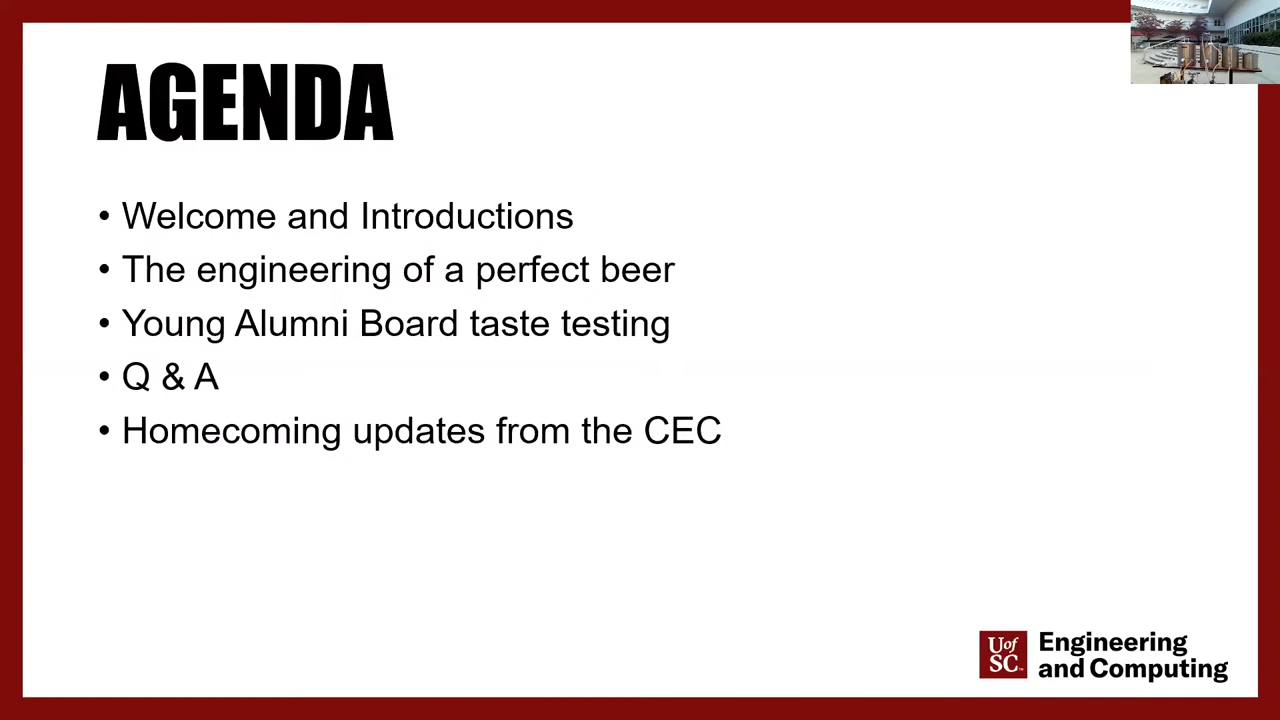 AGENDA
• Welcome and Introductions
• The engineering of a perfect beer
• Young Alumni Board taste testing
• Q & A
• Homecoming updates from the CEC
UofSC Engineering
and Computing